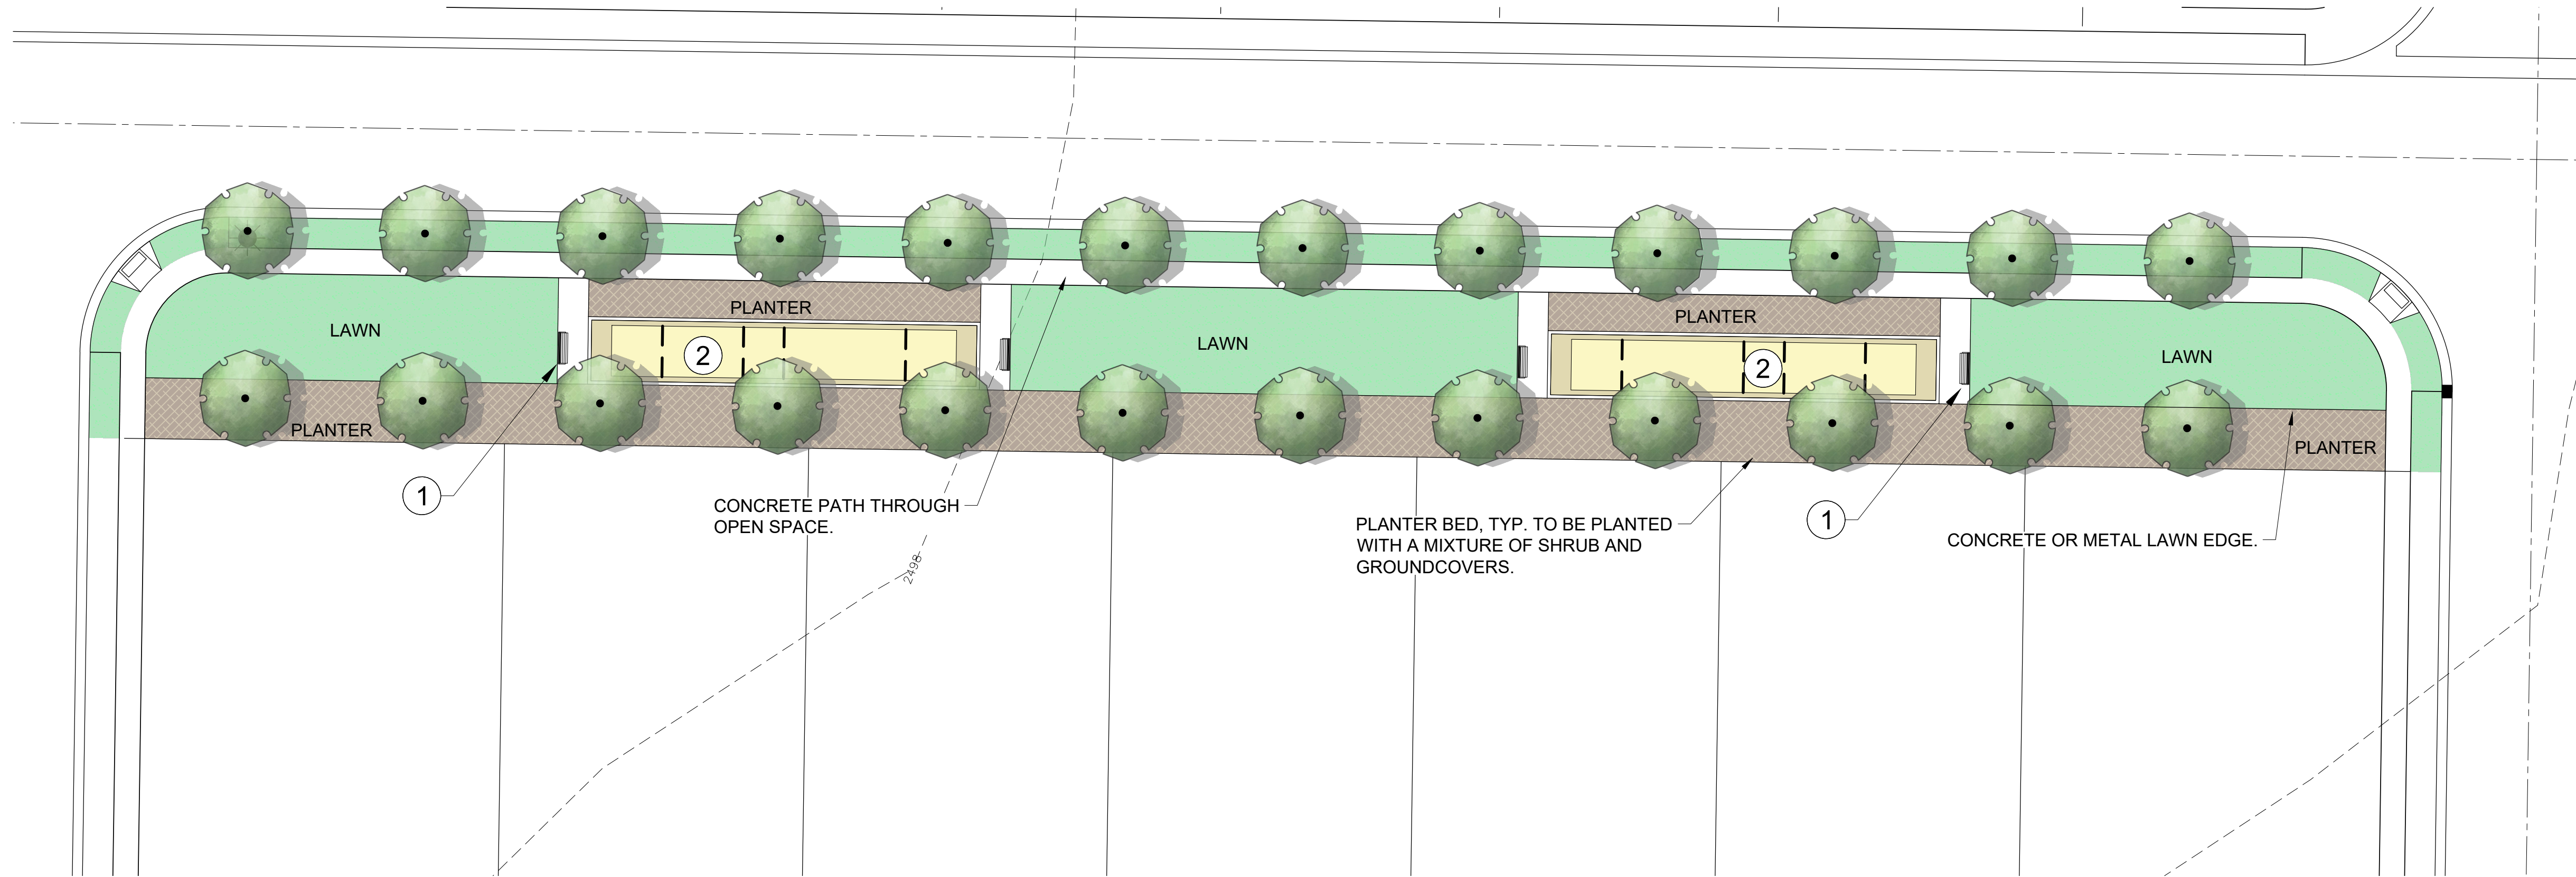 PLANTER
PLANTER
LAWN
LAWN
LAWN
2
2
PLANTER
PLANTER
1
1
CONCRETE PATH THROUGH
OPEN SPACE.
PLANTER BED, TYP. TO BE PLANTED
WITH A MIXTURE OF SHRUB AND
GROUNDCOVERS.
CONCRETE OR METAL LAWN EDGE.
2498